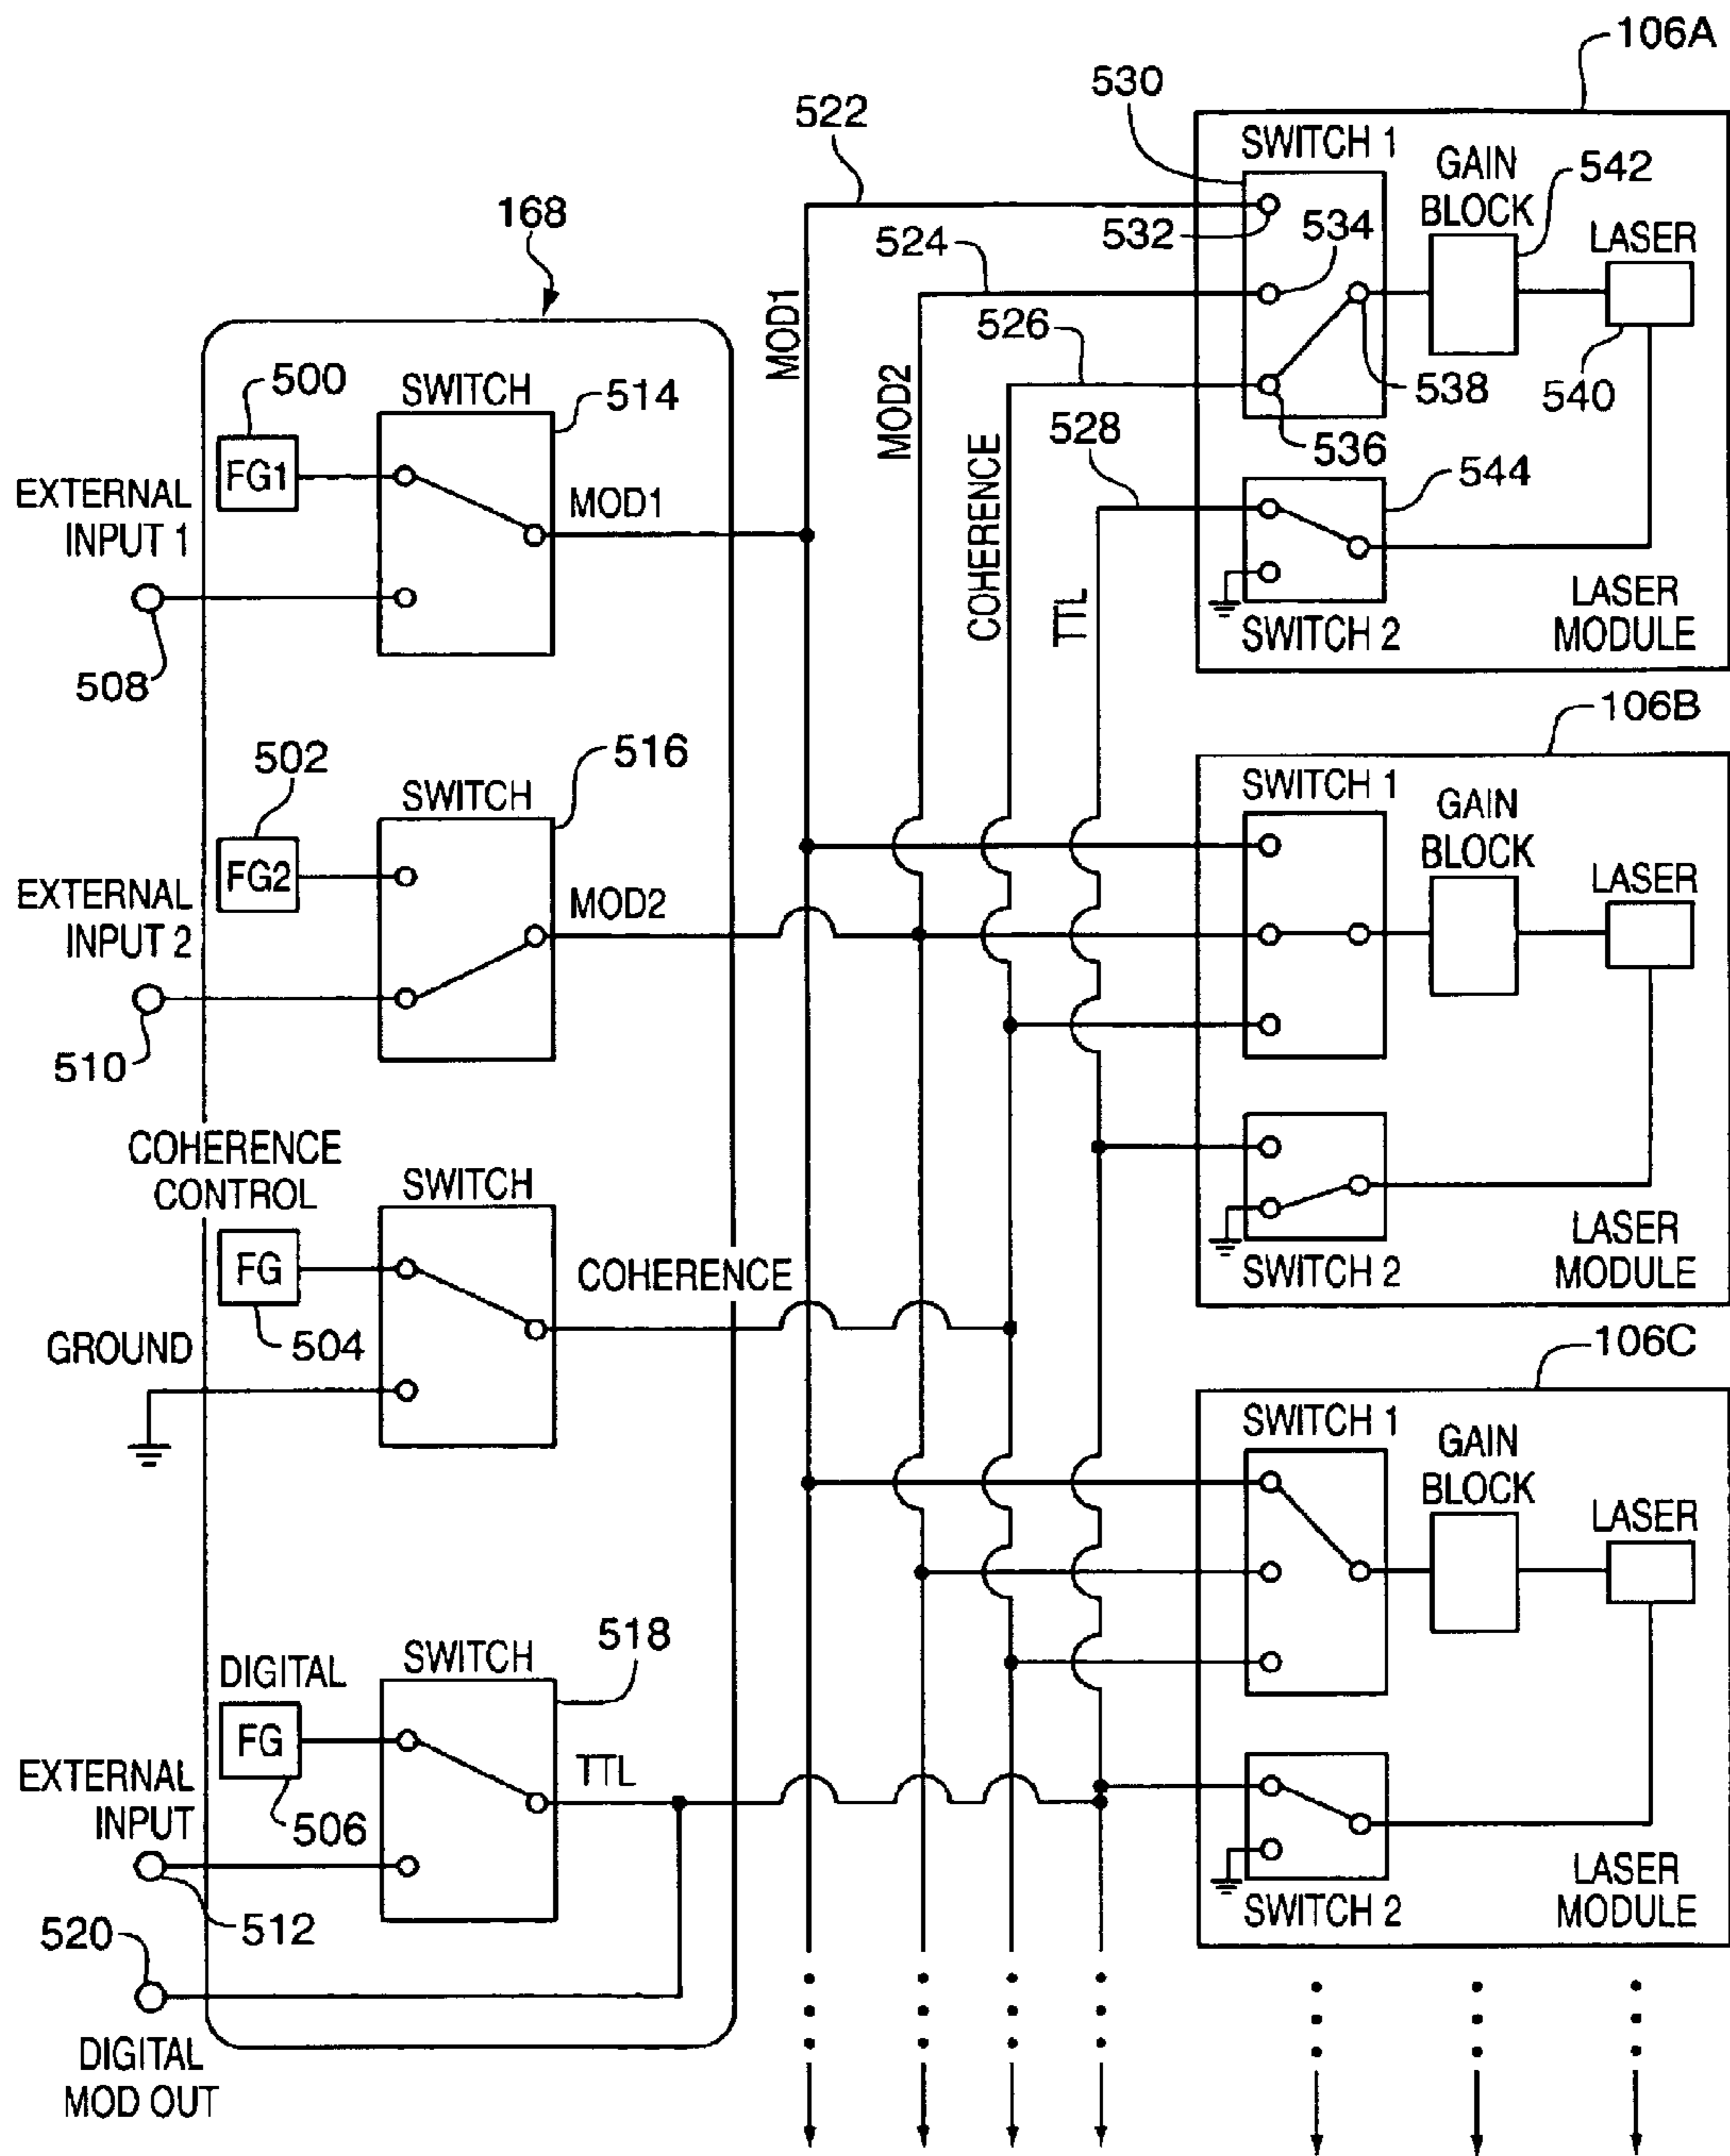 106A
530
522
SWITCH 1
GAIN
BLOCK
542
168
532
534
LASER
524
MOD1
526
538
540
500
SWITCH
514
MOD2
528
536
FG1
COHERENCE
544
EXTERNAL
INPUT 1
MOD1
TTL
LASER
MODULE
508
SWITCH 2
106B
502
516
SWITCH
SWITCH 1
GAIN
BLOCK
FG2
LASER
EXTERNAL
INPUT 2
MOD2
510
COHERENCE
CONTROL
SWITCH
FG
COHERENCE
LASER
MODULE
SWITCH 2
GROUND
504
106C
SWITCH 1
GAIN
BLOCK
LASER
518
DIGITAL
SWITCH
FG
TTL
EXTERNAL
INPUT
506
512
LASER
MODULE
SWITCH 2
520
DIGITAL
MOD OUT